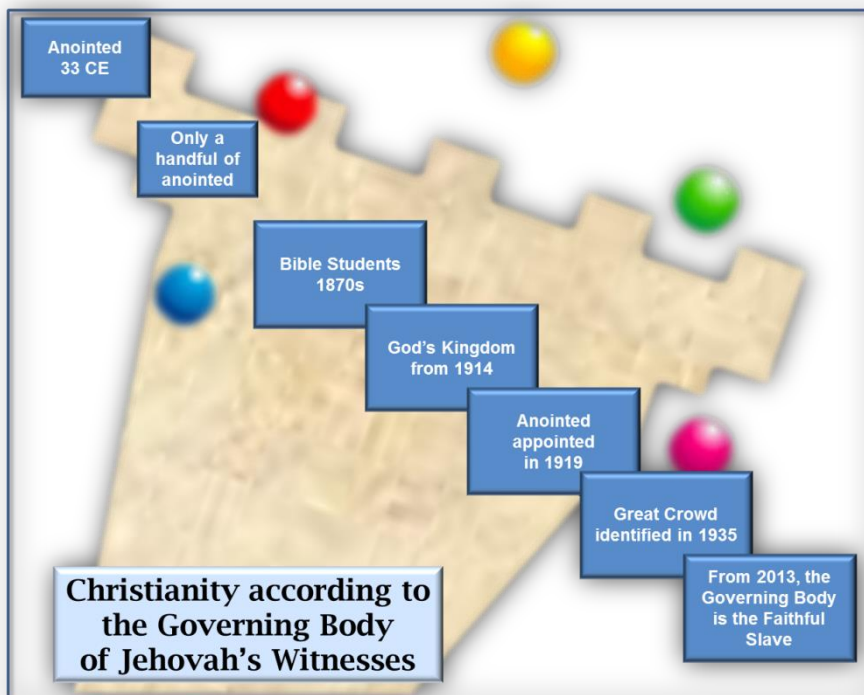 Anointed
33 CE
Only a
handful of
anointed
Bible Students
1870s
God's Kingdom
from 1914
Anointed
appointed
in 1919
Great Crowd
identified in 1935
From 2013, the
Governing Body
is the Faithful
Slave
Christianity according to
the Governing Body
of Jehovah's Witnesses